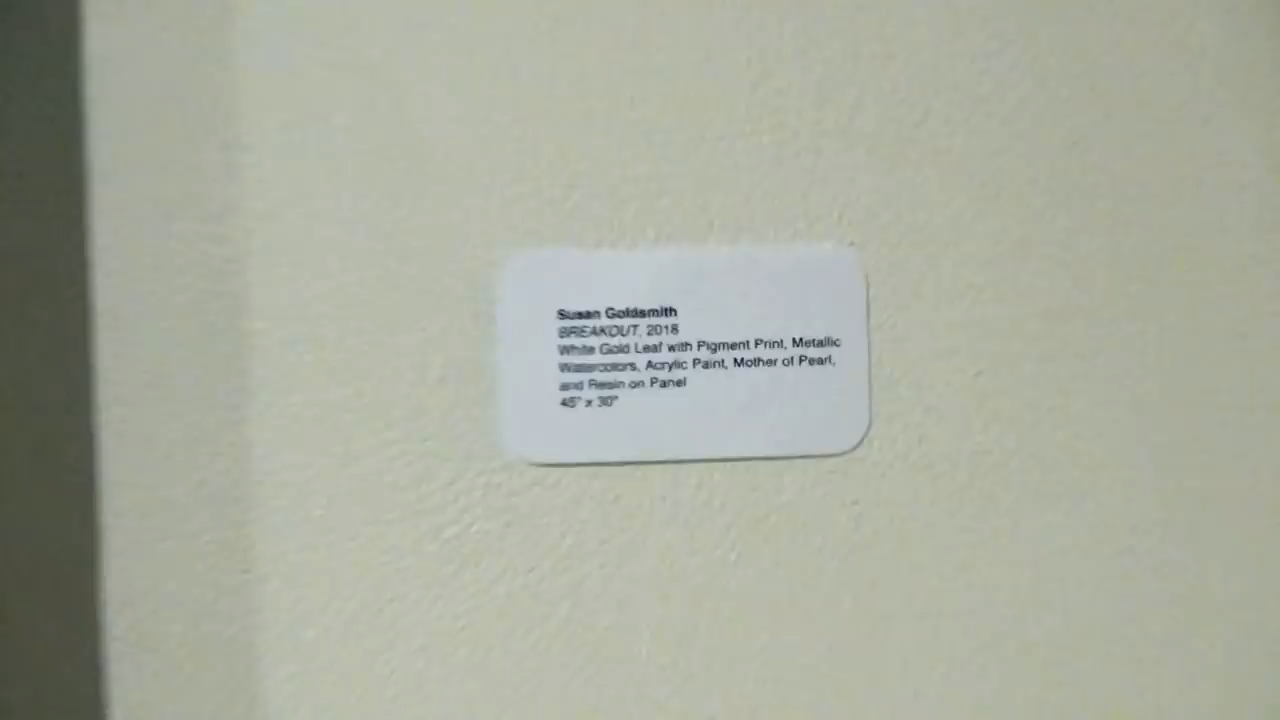 Susan Goldsmith
BREAKOUT, 2018
White Gold Leaf with Pigment Print, Metallic
Watercolors, Acrylic Paint, Mother of Pearl,
and Resin on Panel
45" x 30"